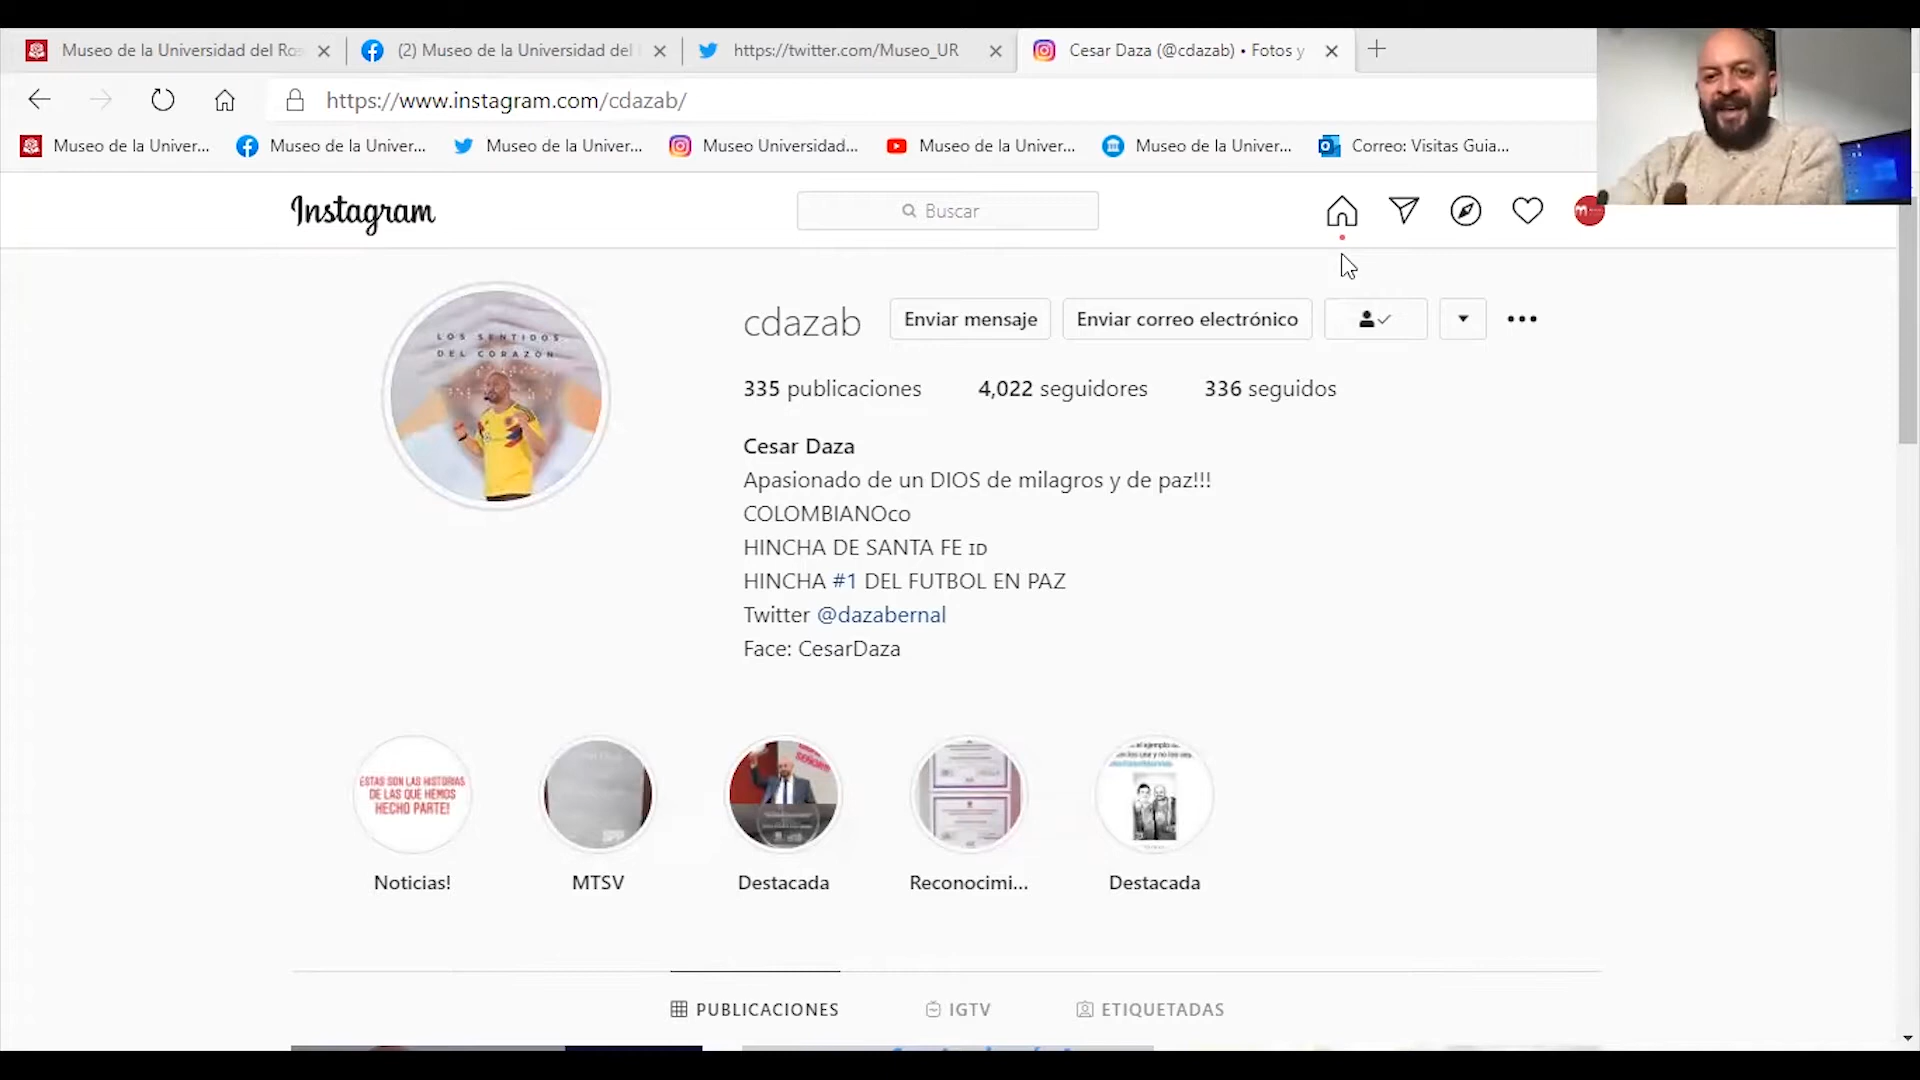 Museo de la Universidad del Ros
(2) Museo de la Universidad del
https://twitter.com/Museo_UR
Cesar Daza (@cdazab) • Fotos y
https://www.instagram.com/cdazab/
Museo de la Univer...
Museo de la Univer...
Museo de la Univer...
Museo Universidad...
Museo de la Univer...
Museo de la Univer...
Correo: Visitas Guia...
Instagram
Buscar
cdazab
Enviar mensaje
Enviar correo electrónico
335 publicaciones
4,022 seguidores
336 seguidos
Cesar Daza
Apasionado de un DIOS de milagros y de paz!!!
COLOMBIANOco
HINCHA DE SANTA FE ID
HINCHA #1 DEL FUTBOL EN PAZ
Twitter @dazabernal
Face: CesarDaza
LOS SENTIDOS
DEL CORAZÓN
ESTAS SON LAS HISTORIAS
DE LAS QUE HEMOS
HECHO PARTE!
Noticias!
MTSV
Destacada
Reconocimi...
Destacada
PUBLICACIONES
IGTV
ETIQUETADAS